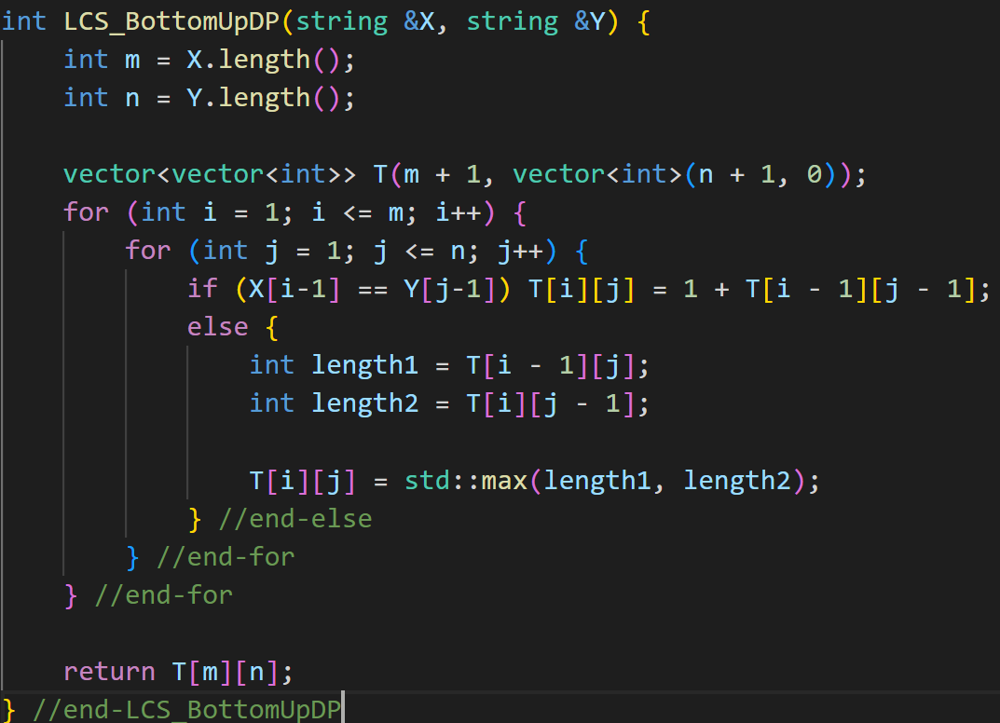 int LCS_BottomUpDP(string &X, string &Y) {
    int m = X.length();
    int n = Y.length();

    vector<vector<int>> T(m + 1, vector<int>(n + 1, 0));
    for (int i = 1; i <= m; i++) {
        for (int j = 1; j <= n; j++) {
            if (X[i-1] == Y[j-1]) T[i][j] = 1 + T[i - 1][j - 1];
            else {
                int length1 = T[i - 1][j];
                int length2 = T[i][j - 1];

                T[i][j] = std::max(length1, length2);
            } //end-else
        } //end-for
    } //end-for

    return T[m][n];
} //end-LCS_BottomUpDP